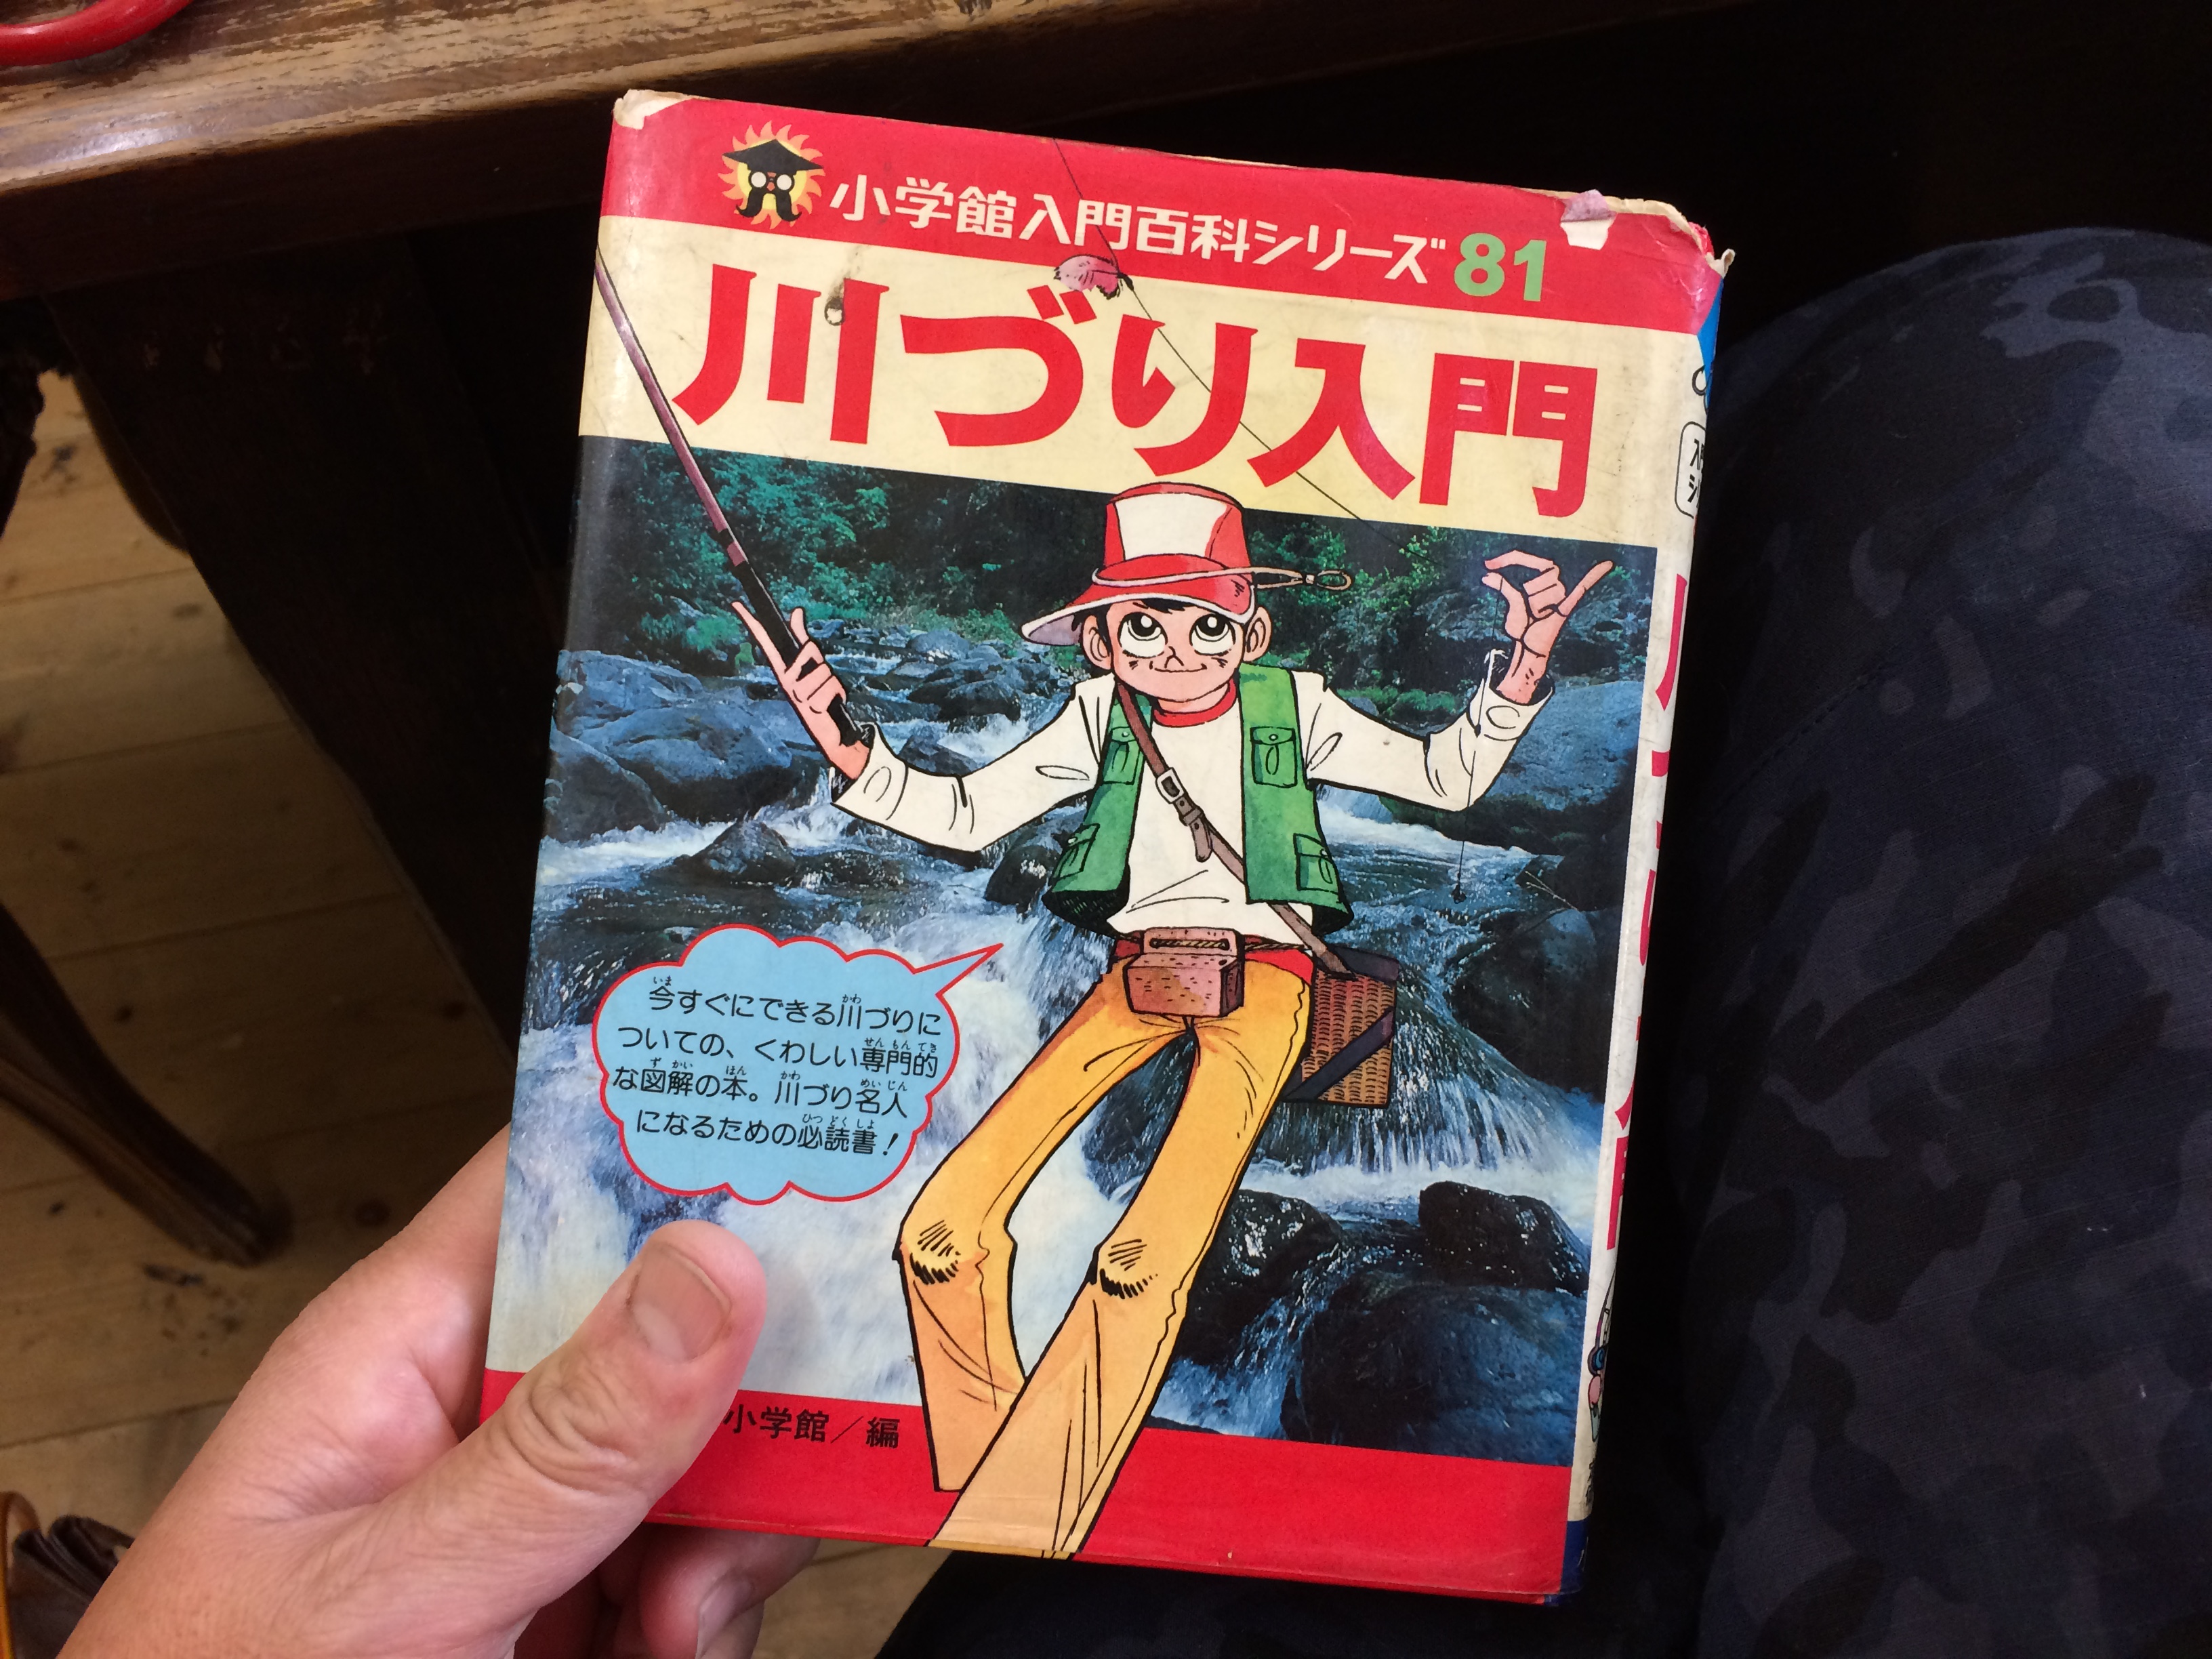 小学館入門百科シリーズ 81
川づり入門
今すぐにできる川づりに
ついての、くわしい専門的
な図解の本。川づり名人
になるための必読書！
小学館／編